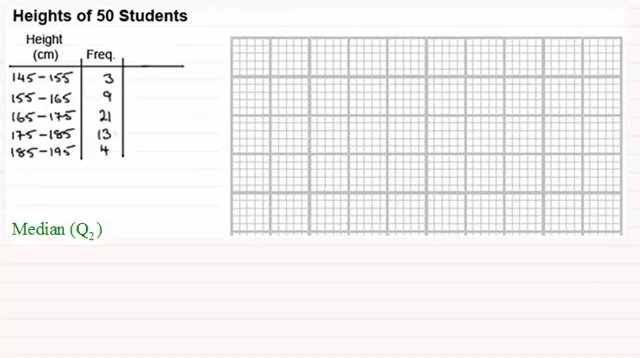 Heights of 50 Students
Height
(cm) Freq.
145-155 3
155-165 9
165-175 21
175-185 13
185-195 4
Median (Q₂)